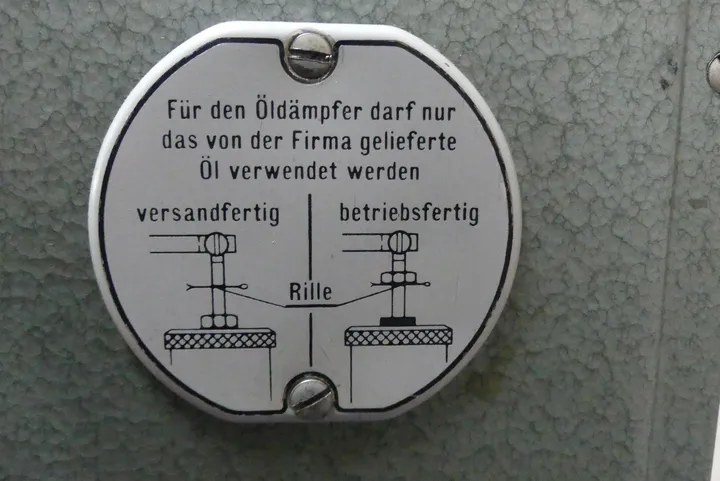 Für den Öldämpfer darf nur
das von der Firma gelieferte
Öl verwendet werden
versandfertig
betriebsfertig
Rille